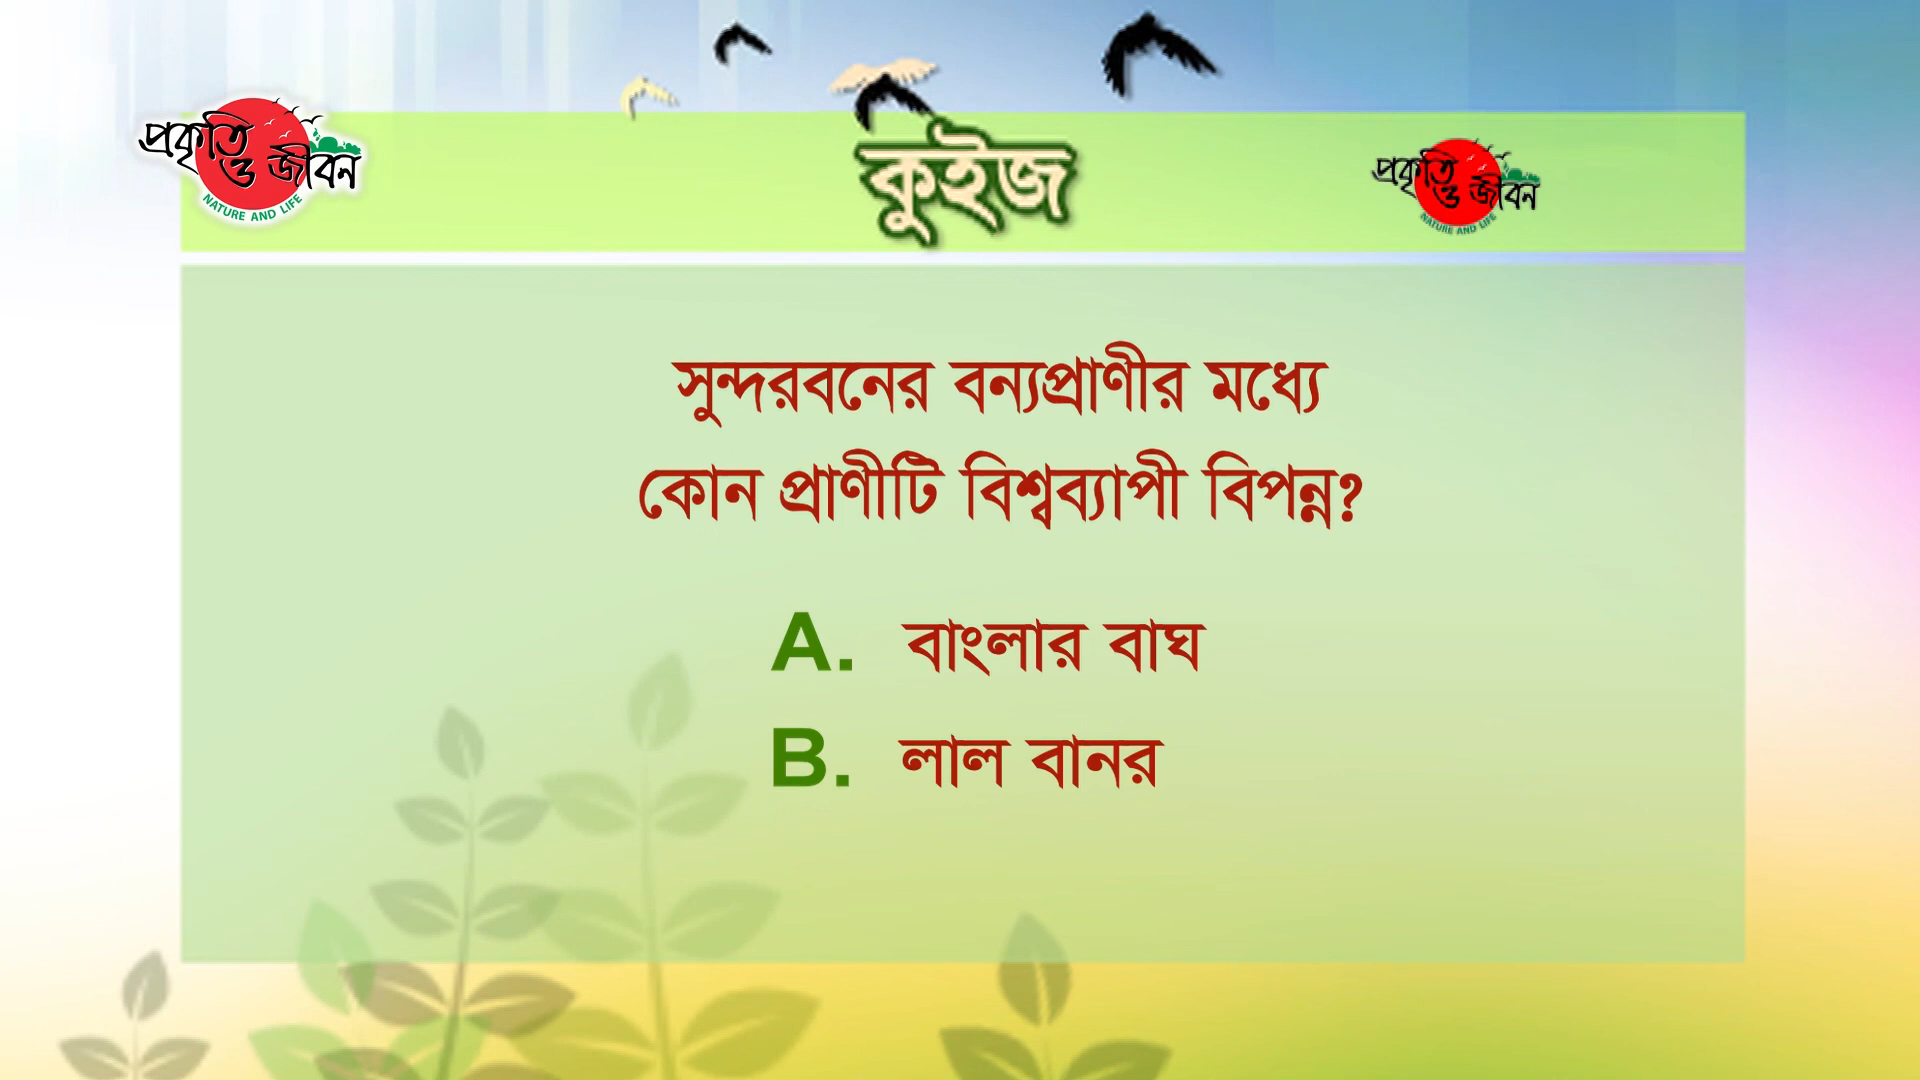 প্রকৃতি ও জীবন
NATURE AND LIFE
কুইজ
প্রকৃতি ও জীবন
NATURE AND LIFE
সুন্দরবনের বন্যপ্রাণীর মধ্যে
কোন প্রাণীটি বিশ্বব্যাপী বিপন্ন?
A. বাংলার বাঘ
B. লাল বানর